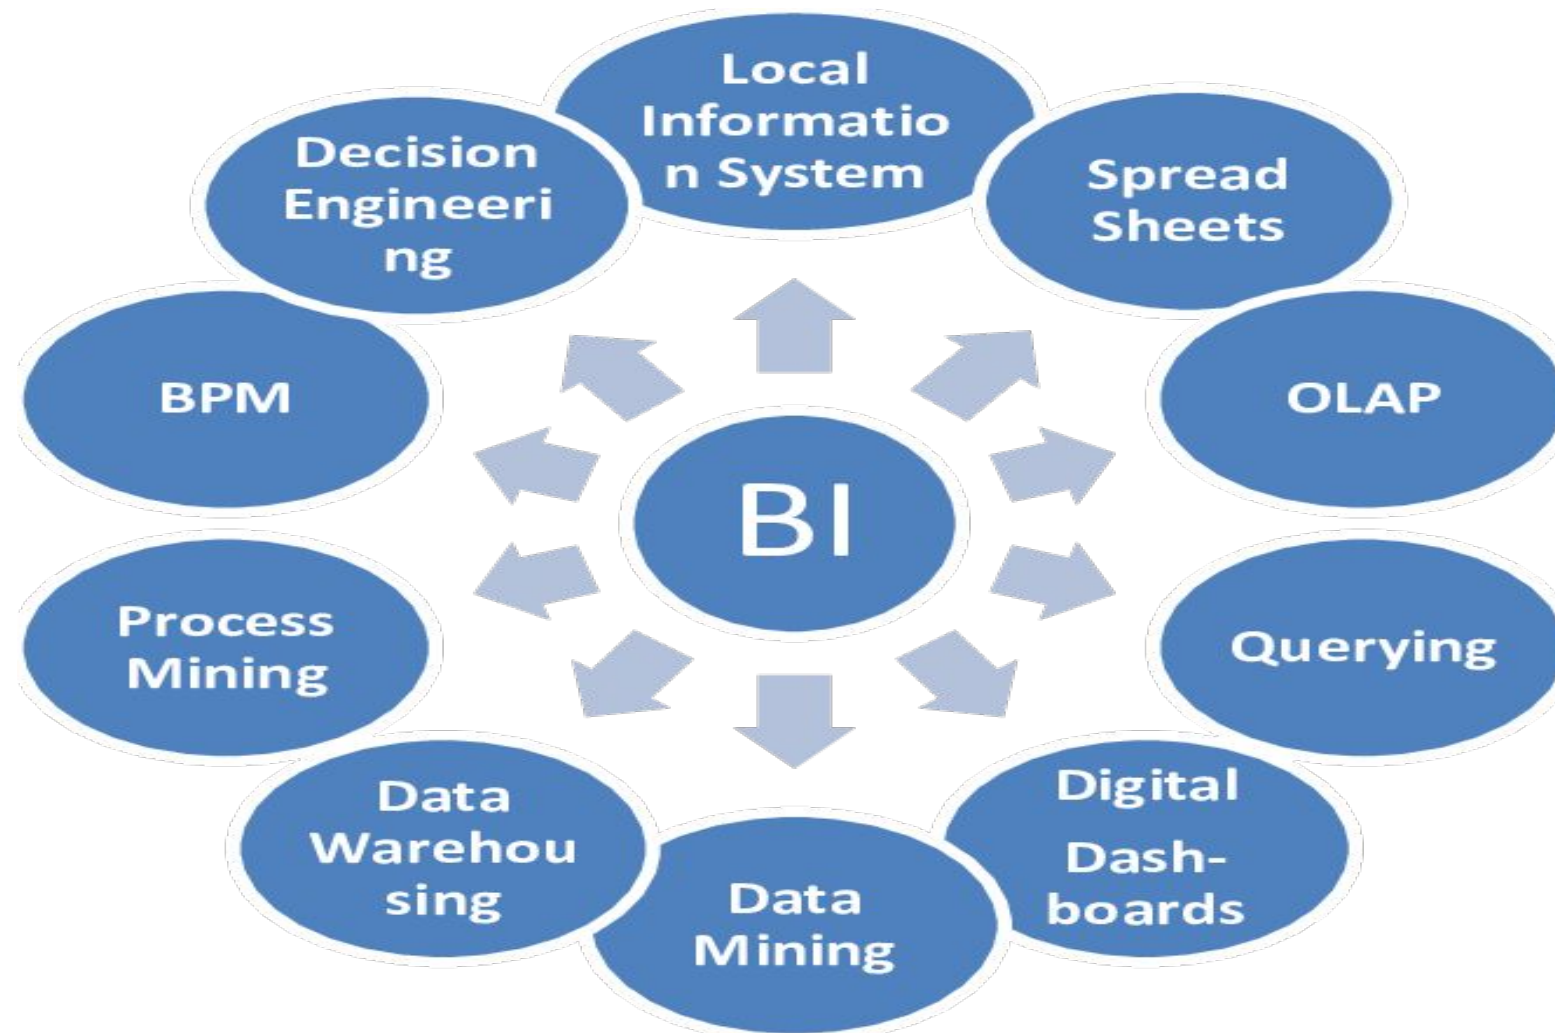 Local
Informatio
n System
Spread
Sheets
OLAP
Querying
Digital
Dash-
boards
Data
Mining
Data
Warehou
sing
Process
Mining
BPM
Decision
Engineeri
ng
BI